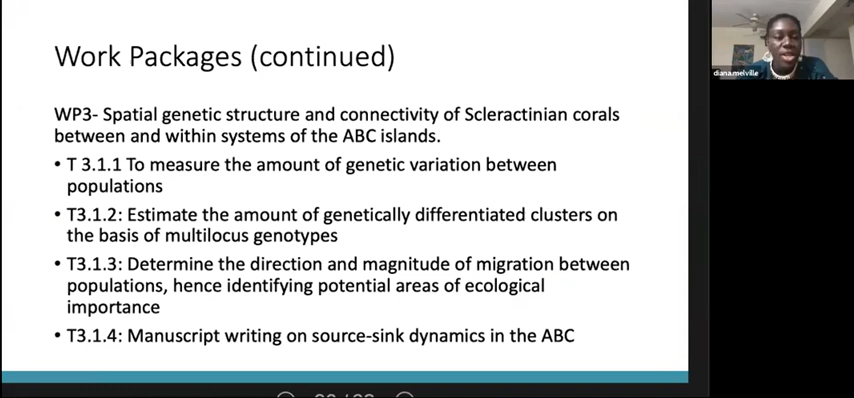 Work Packages (continued)
WP3- Spatial genetic structure and connectivity of Scleractinian corals
between and within systems of the ABC islands.
• T 3.1.1 To measure the amount of genetic variation between
populations
• T3.1.2: Estimate the amount of genetically differentiated clusters on
the basis of multilocus genotypes
• T3.1.3: Determine the direction and magnitude of migration between
populations, hence identifying potential areas of ecological
importance
• T3.1.4: Manuscript writing on source-sink dynamics in the ABC
diana.melville